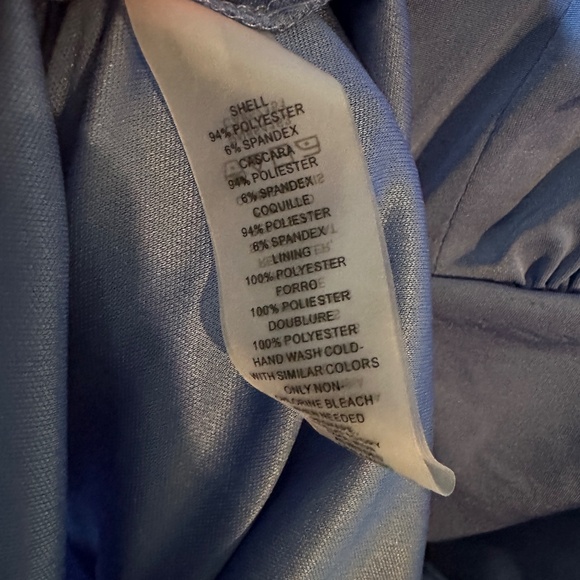 SHELL
94% POLYESTER
6% SPANDEX
CASCARA
94% POLIESTER
6% SPANDEX
COQUILLE
94% POLIESTER
6% SPANDEX
LINING
100% POLYESTER
FORRO
100% POLIESTER
DOUBLURE
100% POLYESTER
HAND WASH COLD-
WITH SIMILAR COLORS
ONLY NON-
BLEACH
NEEDED